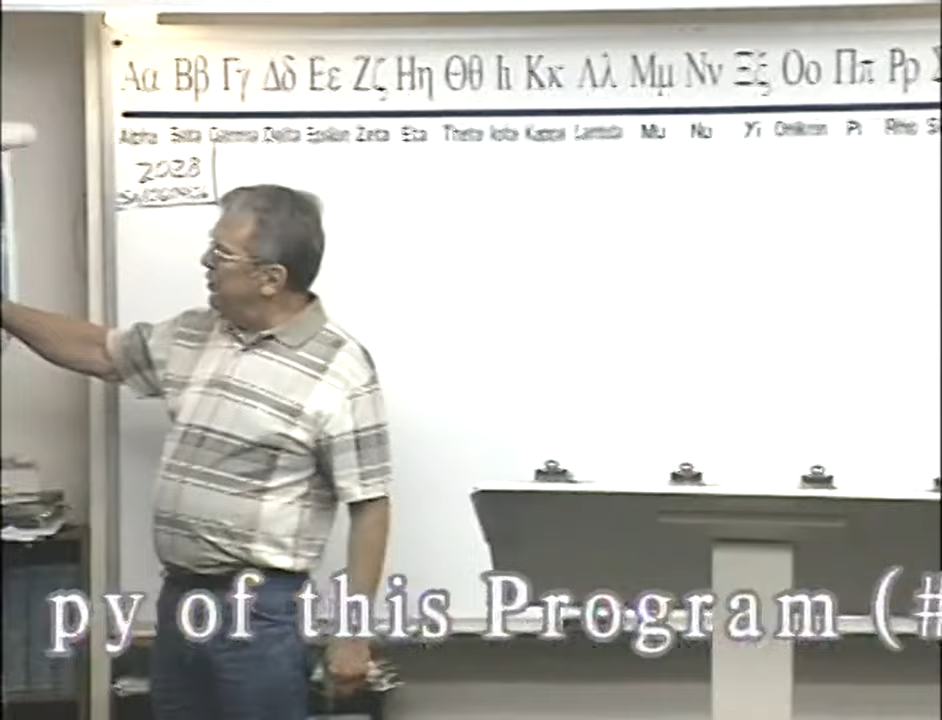 Αα Ββ Γγ Δδ Εε Ζζ Ηη Θθ Ιι Κκ Λλ Μμ Νν Ξξ Οο Ππ Ρρ
Alpha Beta Gamma Delta Epsilon Zeta Eta Theta Iota Kappa Lambda Mu Nu Xi Omikron Pi Rho
2028
py of this Program (#